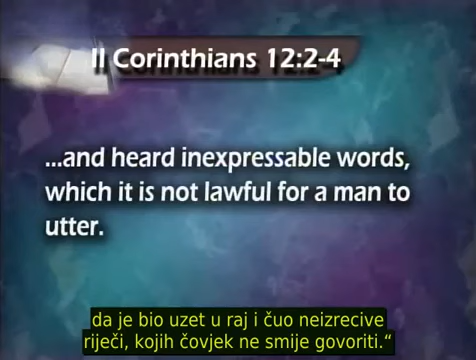 II Corinthians 12:2-4
...and heard inexpressable words,
which it is not lawful for a man to
utter.
da je bio uzet u raj i čuo neizrecive
riječi, kojih čovjek ne smije govoriti.“